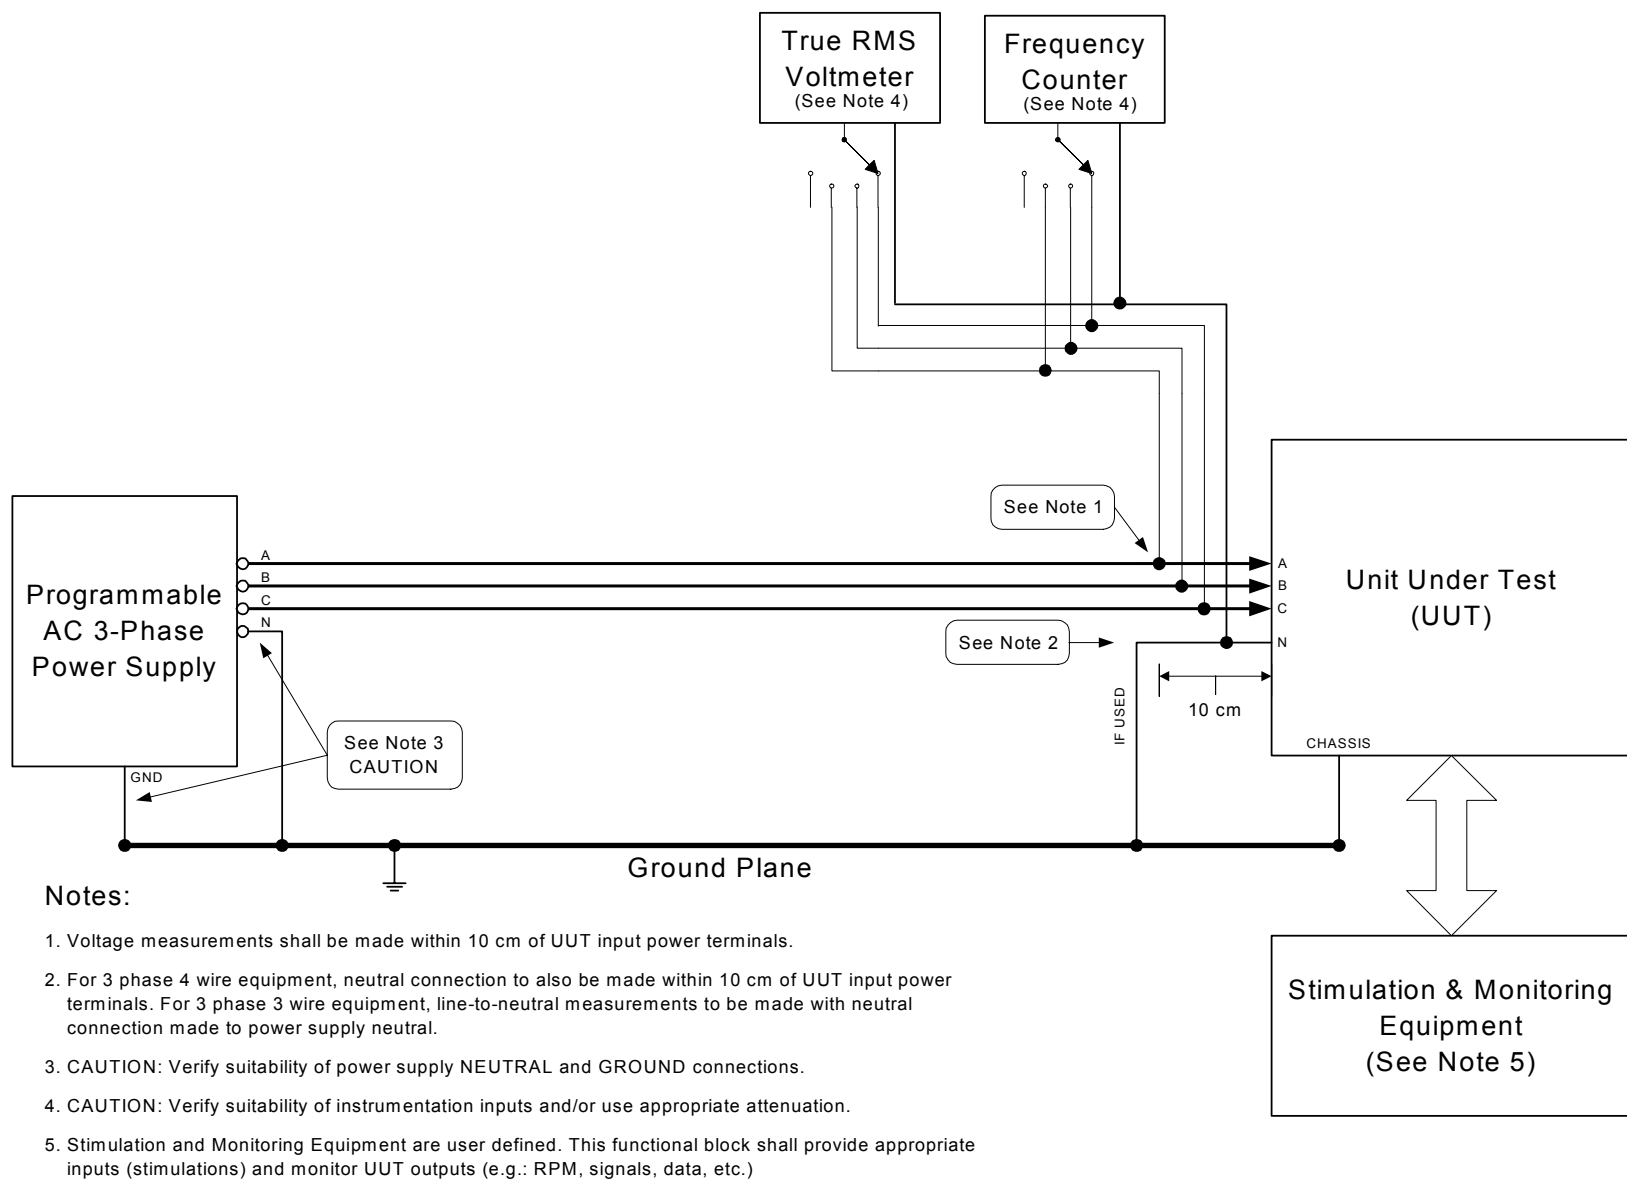 True RMS
Voltmeter
(See Note 4)
Frequency
Counter
(See Note 4)
See Note 1
Programmable
AC 3-Phase
Power Supply
A
B
C
N
GND
See Note 3
CAUTION
See Note 2
IF USED
10 cm
A
B
C
N
Unit Under Test
(UUT)
CHASSIS
Ground Plane
Stimulation & Monitoring
Equipment
(See Note 5)
Notes:
1. Voltage measurements shall be made within 10 cm of UUT input power terminals.
2. For 3 phase 4 wire equipment, neutral connection to also be made within 10 cm of UUT input power
terminals. For 3 phase 3 wire equipment, line-to-neutral measurements to be made with neutral
connection made to power supply neutral.
3. CAUTION: Verify suitability of power supply NEUTRAL and GROUND connections.
4. CAUTION: Verify suitability of instrumentation inputs and/or use appropriate attenuation.
5. Stimulation and Monitoring Equipment are user defined. This functional block shall provide appropriate
inputs (stimulations) and monitor UUT outputs (e.g.: RPM, signals, data, etc.)